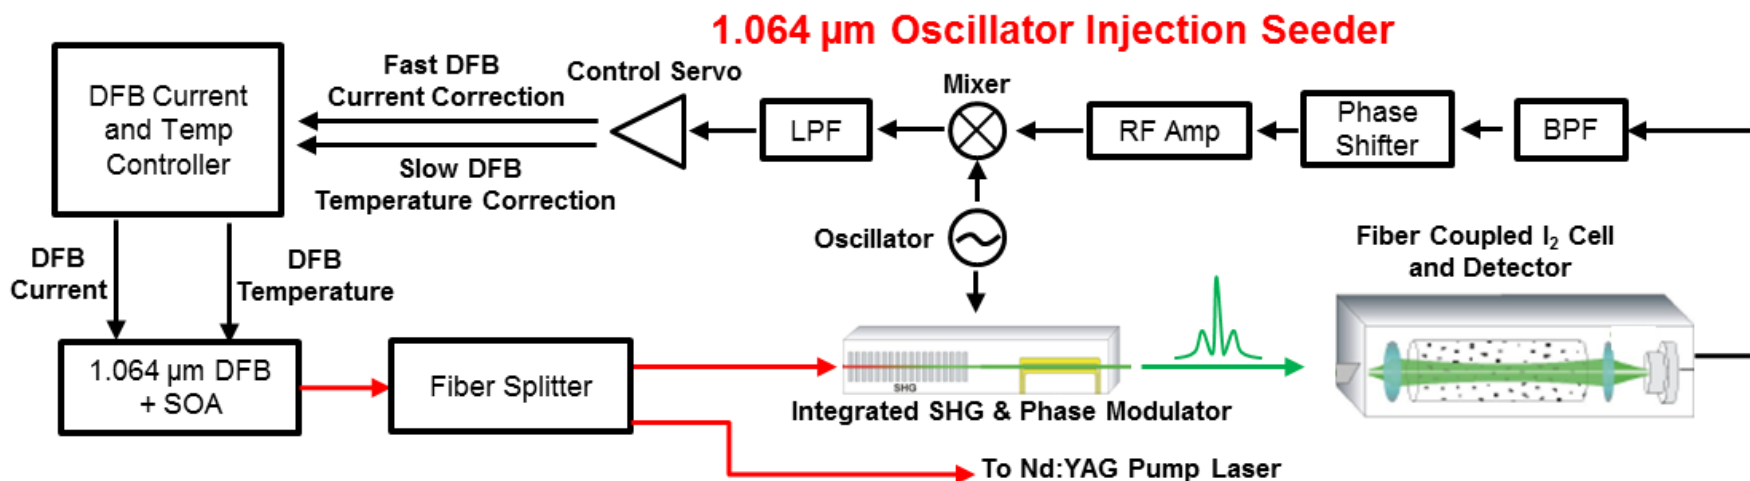 1.064 µm Oscillator Injection Seeder
DFB Current
and Temp
Controller
Fast DFB
Current Correction
Slow DFB
Temperature Correction
Control Servo
LPF
Mixer
RF Amp
Phase
Shifter
BPF
Oscillator
DFB
Current
DFB
Temperature
1.064 µm DFB
+ SOA
Fiber Splitter
SHG
Integrated SHG & Phase Modulator
To Nd:YAG Pump Laser
Fiber Coupled I₂ Cell
and Detector